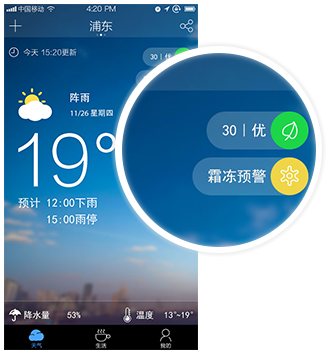 中国移动 4:20 PM
浦东
今天 15:20更新
阵雨
11/26 星期四
19°
预计 12:00下雨
15:00雨停
30 | 优
霜冻预警
降水量 53% 温度 13°~19°
天气 生活 我的